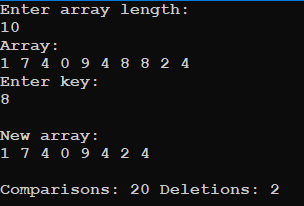 Enter array length:
10
Array:
1 7 4 0 9 4 8 8 2 4
Enter key:
8
New array:
1 7 4 0 9 4 2 4
Comparisons: 20 Deletions: 2